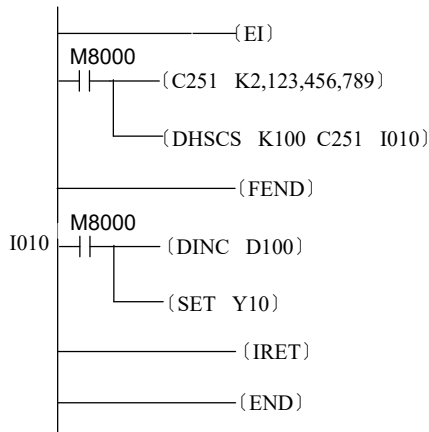 〔EI〕
M8000
〔C251 K2,123,456,789〕
〔DHSCS K100 C251 I010〕
〔FEND〕
M8000
I010 〔DINC D100〕
〔SET Y10〕
〔IRET〕
〔END〕